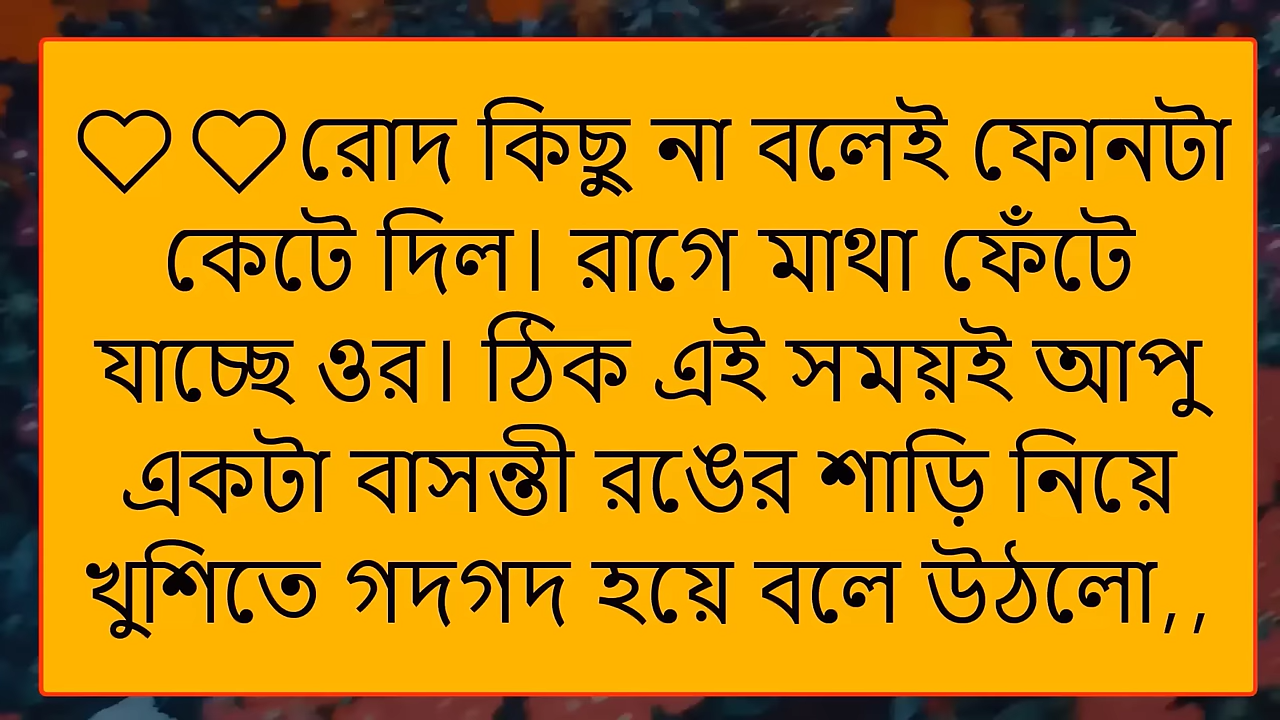 ♡♡রোদ কিছু না বলেই ফোনটা
কেটে দিল। রাগে মাথা ফেঁটে
যাচ্ছে ওর। ঠিক এই সময়ই আপু
একটা বাসন্তী রঙের শাড়ি নিয়ে
খুশিতে গদগদ হয়ে বলে উঠলো,,